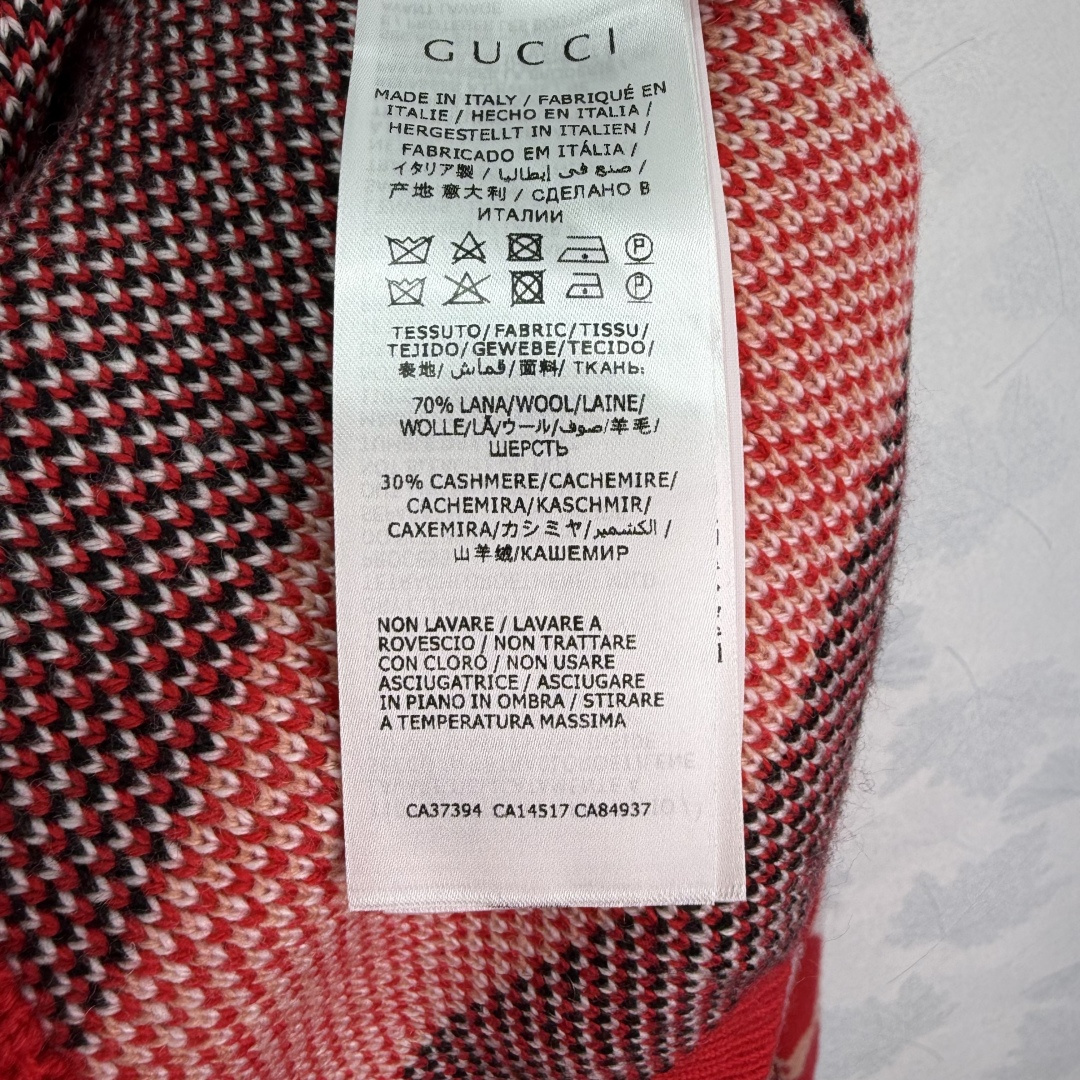 GUCCI
MADE IN ITALY / FABRIQUÉ EN
ITALIE / HECHO EN ITALIA /
HERGESTELLT IN ITALIEN /
FABRICADO EM ITÁLIA /
イタリア製 / صنع في إيطاليا /
产地 意大利 / СДЕЛАНО В
ИТАЛИИ
P
P
TESSUTO/FABRIC/TISSU/
TEJIDO/GEWEBE/TECIDO/
表地/ قماش/面料/ ТКАНЬ:
70% LANA/WOOL/LAINE/
WOLLE/LÃ/ウール/صوف/羊毛/
ШЕРСТЬ
30% CASHMERE/CACHEMIRE/
CACHEMIRA/KASCHMIR/
CAXEMIRA/カシミヤ/الكشمير /
山羊绒/КАШЕМИР
NON LAVARE / LAVARE A
ROVESCIO / NON TRATTARE
CON CLORO / NON USARE
ASCIUGATRICE / ASCIUGARE
IN PIANO IN OMBRA / STIRARE
A TEMPERATURA MASSIMA
CA37394 CA14517 CA84937